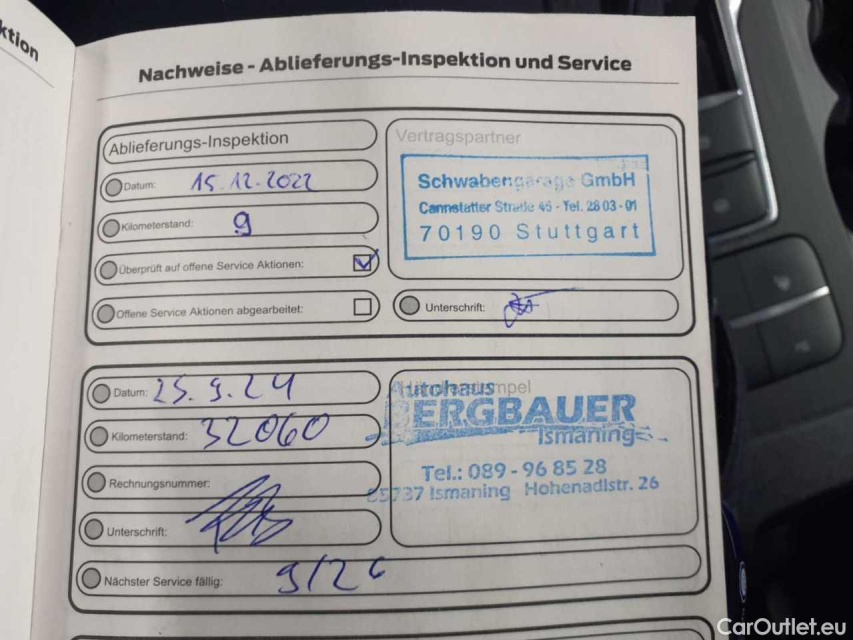 ktion
Nachweise - Ablieferungs-Inspektion und Service
Ablieferungs-Inspektion
Datum: 15.12.2022
Kilometerstand: 9
Überprüft auf offene Service Aktionen:
Offene Service Aktionen abgearbeitet:
Vertragspartner
Schwabengarage GmbH
Cannstatter Straße 46 - Tel. 28 03 - 01
70190 Stuttgart
Unterschrift:
Datum: 25.9.24
Kilometerstand: 32060
Rechnungsnummer:
Unterschrift:
Nächster Service fällig: 9/26
Autohaus
BERGBAUER
Ismaning
Tel.: 089 - 96 85 28
85737 Ismaning Hohenadlstr. 26
CarOutlet.eu